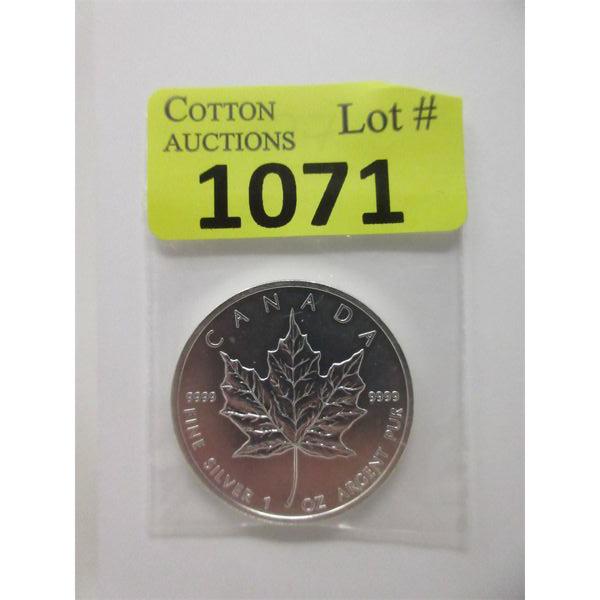 COTTON
AUCTIONS
Lot #
1071
CANADA
9999
9999
FINE SILVER 1 OZ ARGENT PUR